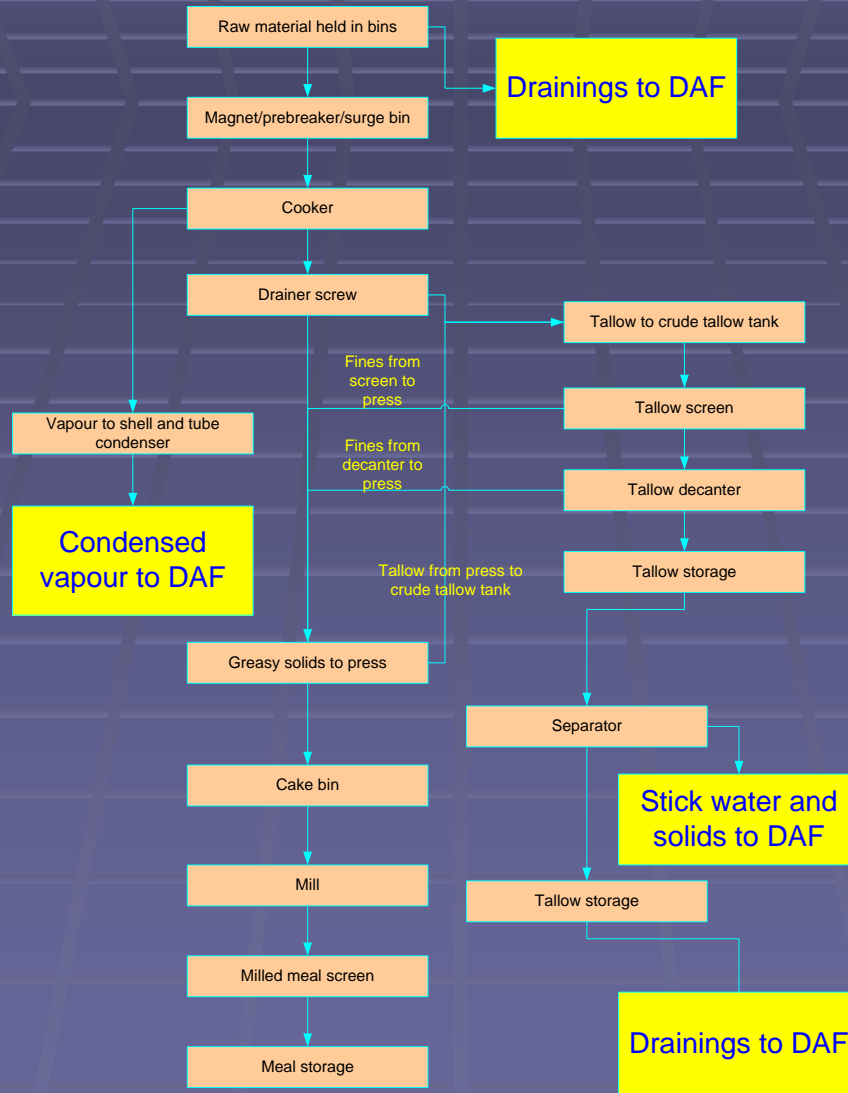 Raw material held in bins
Drainings to DAF
Magnet/prebreaker/surge bin
Cooker
Drainer screw
Tallow to crude tallow tank
Fines from
screen to
press
Tallow screen
Vapour to shell and tube
condenser
Fines from
decanter to
press
Tallow decanter
Condensed
vapour to DAF
Tallow from press to
crude tallow tank
Tallow storage
Greasy solids to press
Separator
Cake bin
Stick water and
solids to DAF
Mill
Tallow storage
Milled meal screen
Drainings to DAF
Meal storage